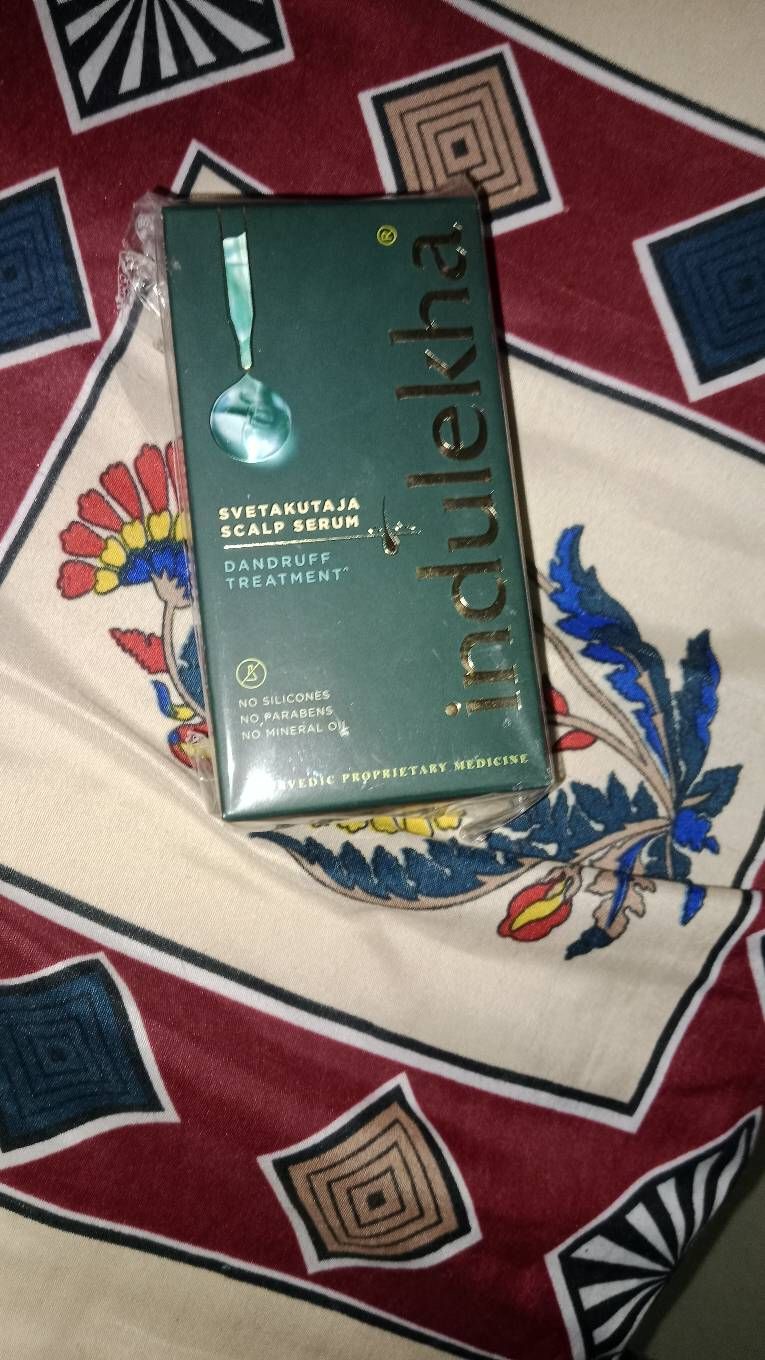 indulekha®
SVETAKUTAJA
SCALP SERUM
DANDRUFF
TREATMENT^
NO SILICONES
NO PARABENS
NO MINERAL OIL
PROPRIETARY MEDICINE